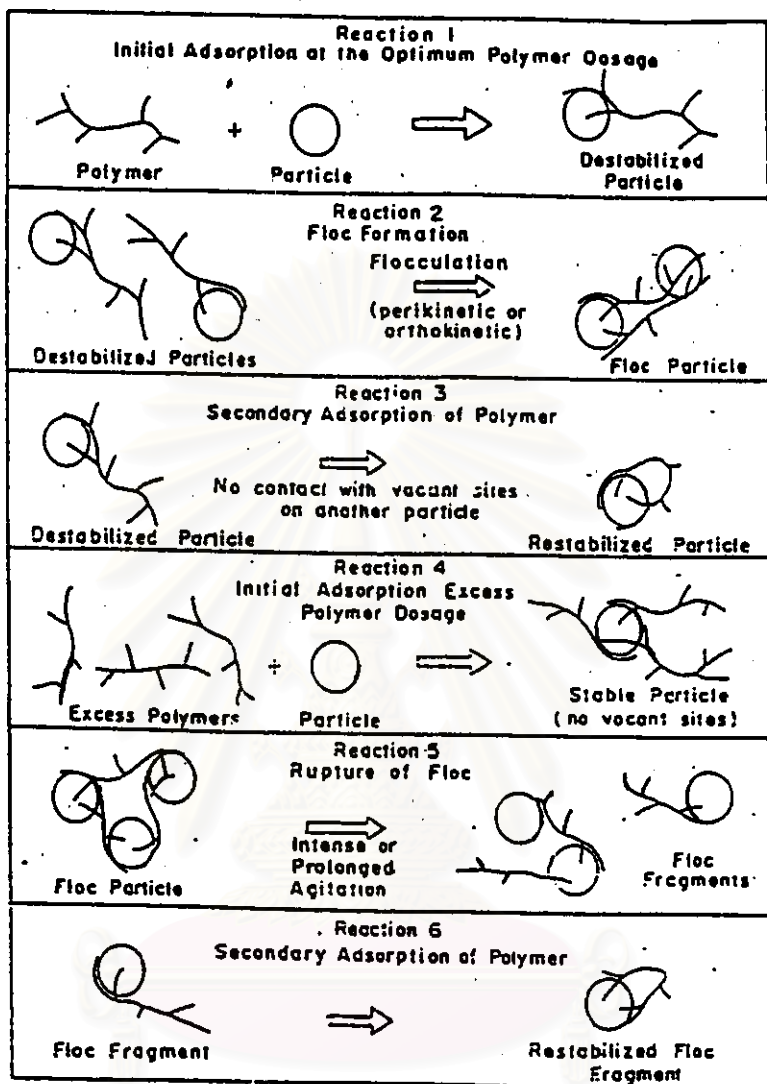 Reaction 1
Initial Adsorption at the Optimum Polymer Dosage
+
Polymer
Particle
Destabilized
Particle
Reaction 2
Floc Formation
Flocculation
(perikinetic or
orthokinetic)
Destabilized Particles
Floc Particle
Reaction 3
Secondary Adsorption of Polymer
No contact with vacant sites
on another particle
Destabilized Particle
Restabilized Particle
Reaction 4
Initial Adsorption Excess
Polymer Dosage
+
Excess Polymers
Particle
Stable Particle
(no vacant sites)
Reaction 5
Rupture of Floc
Intense or
Prolonged
Agitation
Floc Particle
Floc
Fragments
Reaction 6
Secondary Adsorption of Polymer
Floc Fragment
Restabilized Floc
Fragment